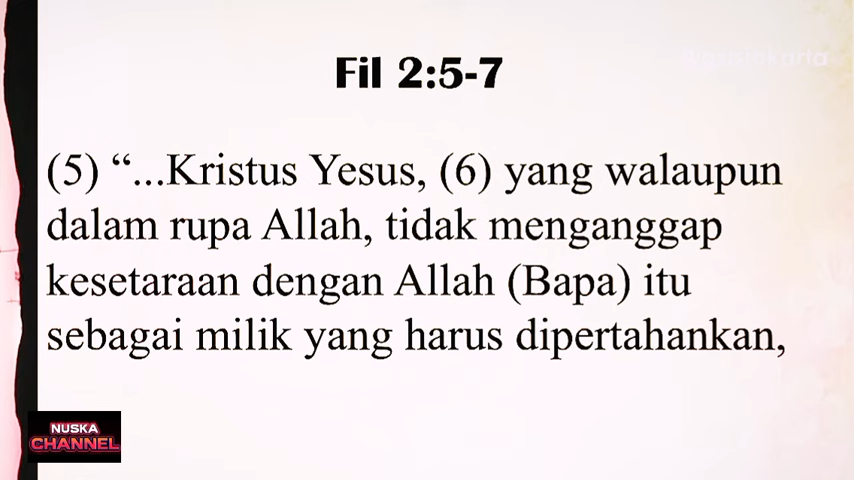 Fil 2:5-7
(5) “...Kristus Yesus, (6) yang walaupun
dalam rupa Allah, tidak menganggap
kesetaraan dengan Allah (Bapa) itu
sebagai milik yang harus dipertahankan,
NUSKA
CHANNEL